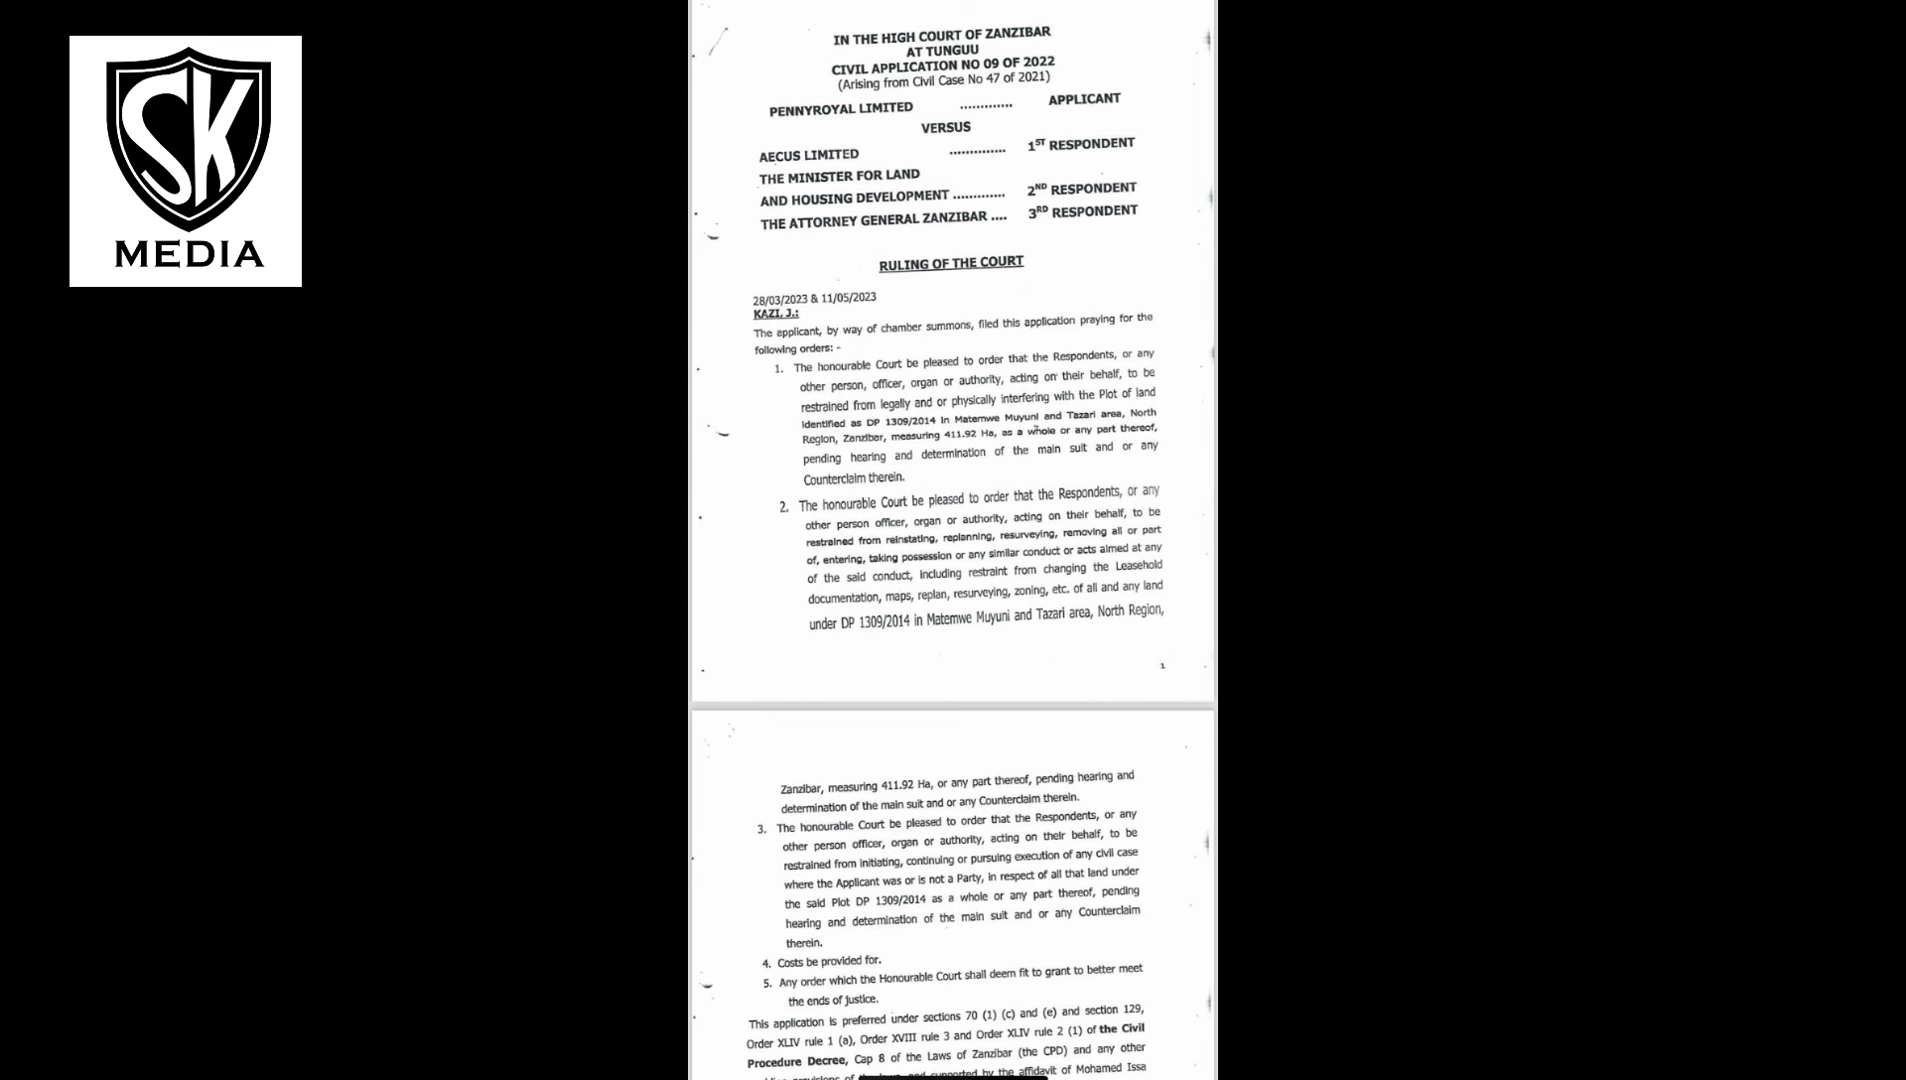 SK
MEDIA
IN THE HIGH COURT OF ZANZIBAR
AT TUNGUU
CIVIL APPLICATION NO 09 OF 2022
(Arising from Civil Case No 47 of 2021)
PENNYROYAL LIMITED ............. APPLICANT
VERSUS
AECUS LIMITED .............. 1ST RESPONDENT
THE MINISTER FOR LAND
AND HOUSING DEVELOPMENT ............. 2ND RESPONDENT
THE ATTORNEY GENERAL ZANZIBAR .... 3RD RESPONDENT
RULING OF THE COURT
28/03/2023 & 11/05/2023
KAZI, J.:
The applicant, by way of chamber summons, filed this application praying for the
following orders: -
1. The honourable Court be pleased to order that the Respondents, or any
other person, officer, organ or authority, acting on their behalf, to be
restrained from legally and or physically interfering with the Plot of land
identified as DP 1309/2014 in Matemwe Muyuni and Tazari area, North
Region, Zanzibar, measuring 411.92 Ha, as a whole or any part thereof,
pending hearing and determination of the main suit and or any
Counterclaim therein.
2. The honourable Court be pleased to order that the Respondents, or any
other person officer, organ or authority, acting on their behalf, to be
restrained from reinstating, replanning, resurveying, removing all or part
of, entering, taking possession or any similar conduct or acts aimed at any
of the said conduct, including restraint from changing the Leasehold
documentation, maps, replan, resurveying, zoning, etc. of all and any land
under DP 1309/2014 in Matemwe Muyuni and Tazari area, North Region,
1
Zanzibar, measuring 411.92 Ha, or any part thereof, pending hearing and
determination of the main suit and or any Counterclaim therein.
3. The honourable Court be pleased to order that the Respondents, or any
other person officer, organ or authority, acting on their behalf, to be
restrained from initiating, continuing or pursuing execution of any civil case
where the Applicant was or is not a Party, in respect of all that land under
the said Plot DP 1309/2014 as a whole or any part thereof, pending
hearing and determination of the main suit and or any Counterclaim
therein.
4. Costs be provided for.
5. Any order which the Honourable Court shall deem fit to grant to better meet
the ends of justice.
This application is preferred under sections 70 (1) (c) and (e) and section 129,
Order XLIV rule 1 (a), Order XVIII rule 3 and Order XLIV rule 2 (1) of the Civil
Procedure Decree, Cap 8 of the Laws of Zanzibar (the CPD) and any other
provisions of supported by the affidavit of Mohamed Issa